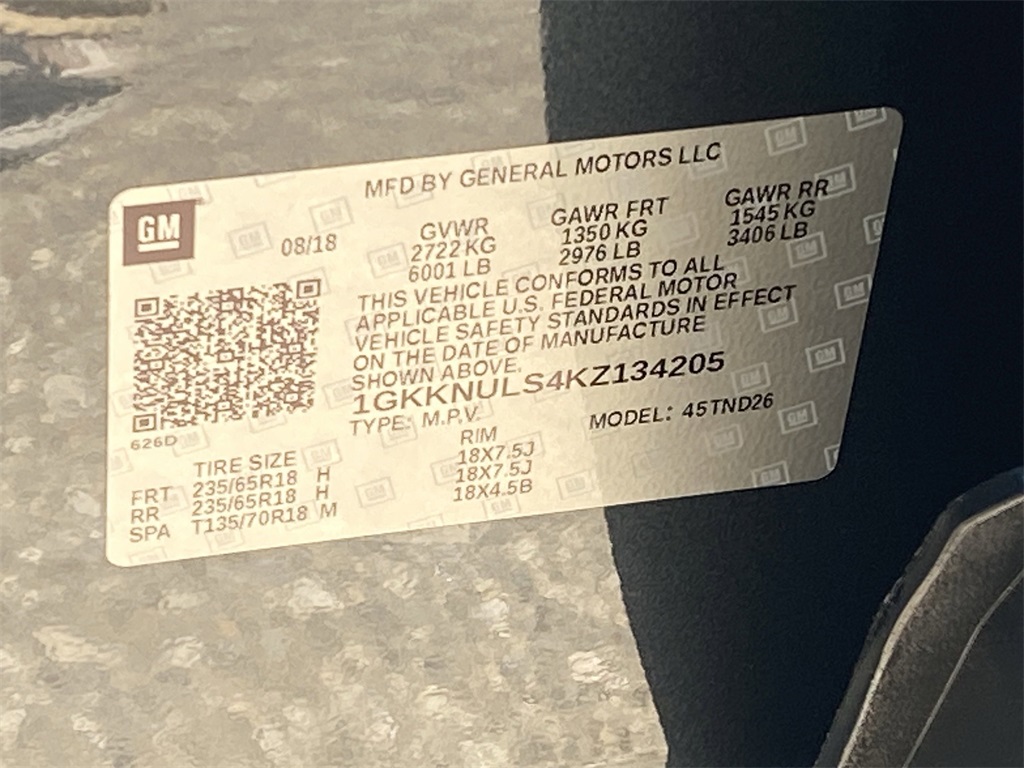 MFD BY GENERAL MOTORS LLC
GM
08/18
GVWR GAWR FRT GAWR RR
2722 KG 1350 KG 1545 KG
6001 LB 2976 LB 3406 LB
THIS VEHICLE CONFORMS TO ALL
APPLICABLE U.S. FEDERAL MOTOR
VEHICLE SAFETY STANDARDS IN EFFECT
ON THE DATE OF MANUFACTURE
SHOWN ABOVE.
1GKKNULS4KZ134205
TYPE: M.P.V. MODEL: 45TND26
626D
TIRE SIZE RIM
FRT 235/65R18 H 18X7.5J
RR 235/65R18 H 18X7.5J
SPA T135/70R18 M 18X4.5B